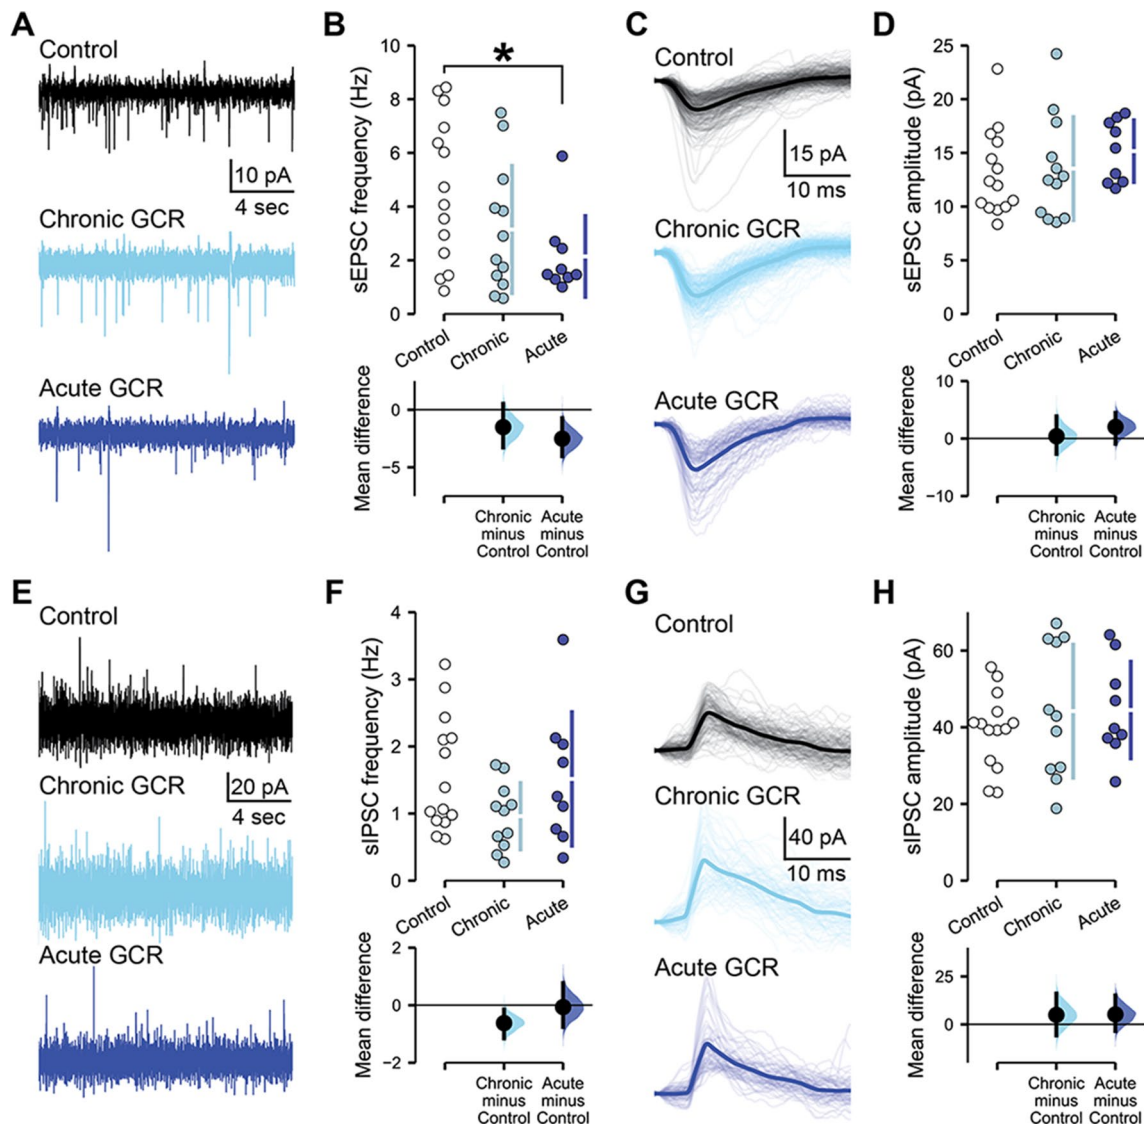 A
Control
10 pA
4 sec
Chronic GCR
Acute GCR
B
sEPSC frequency (Hz)
10
8
6
4
2
0
*
Control
Chronic
Acute
Mean difference
0
−5
Chronic
minus
Control
Acute
minus
Control
C
Control
15 pA
10 ms
Chronic GCR
Acute GCR
D
sEPSC amplitude (pA)
25
20
15
10
5
0
Control
Chronic
Acute
Mean difference
10
0
−10
Chronic
minus
Control
Acute
minus
Control
E
Control
Chronic GCR
20 pA
4 sec
Acute GCR
F
sIPSC frequency (Hz)
4
3
2
1
0
Control
Chronic
Acute
Mean difference
2
0
−2
Chronic
minus
Control
Acute
minus
Control
G
Control
Chronic GCR
40 pA
10 ms
Acute GCR
H
sIPSC amplitude (pA)
60
40
20
0
Control
Chronic
Acute
Mean difference
25
0
Chronic
minus
Control
Acute
minus
Control